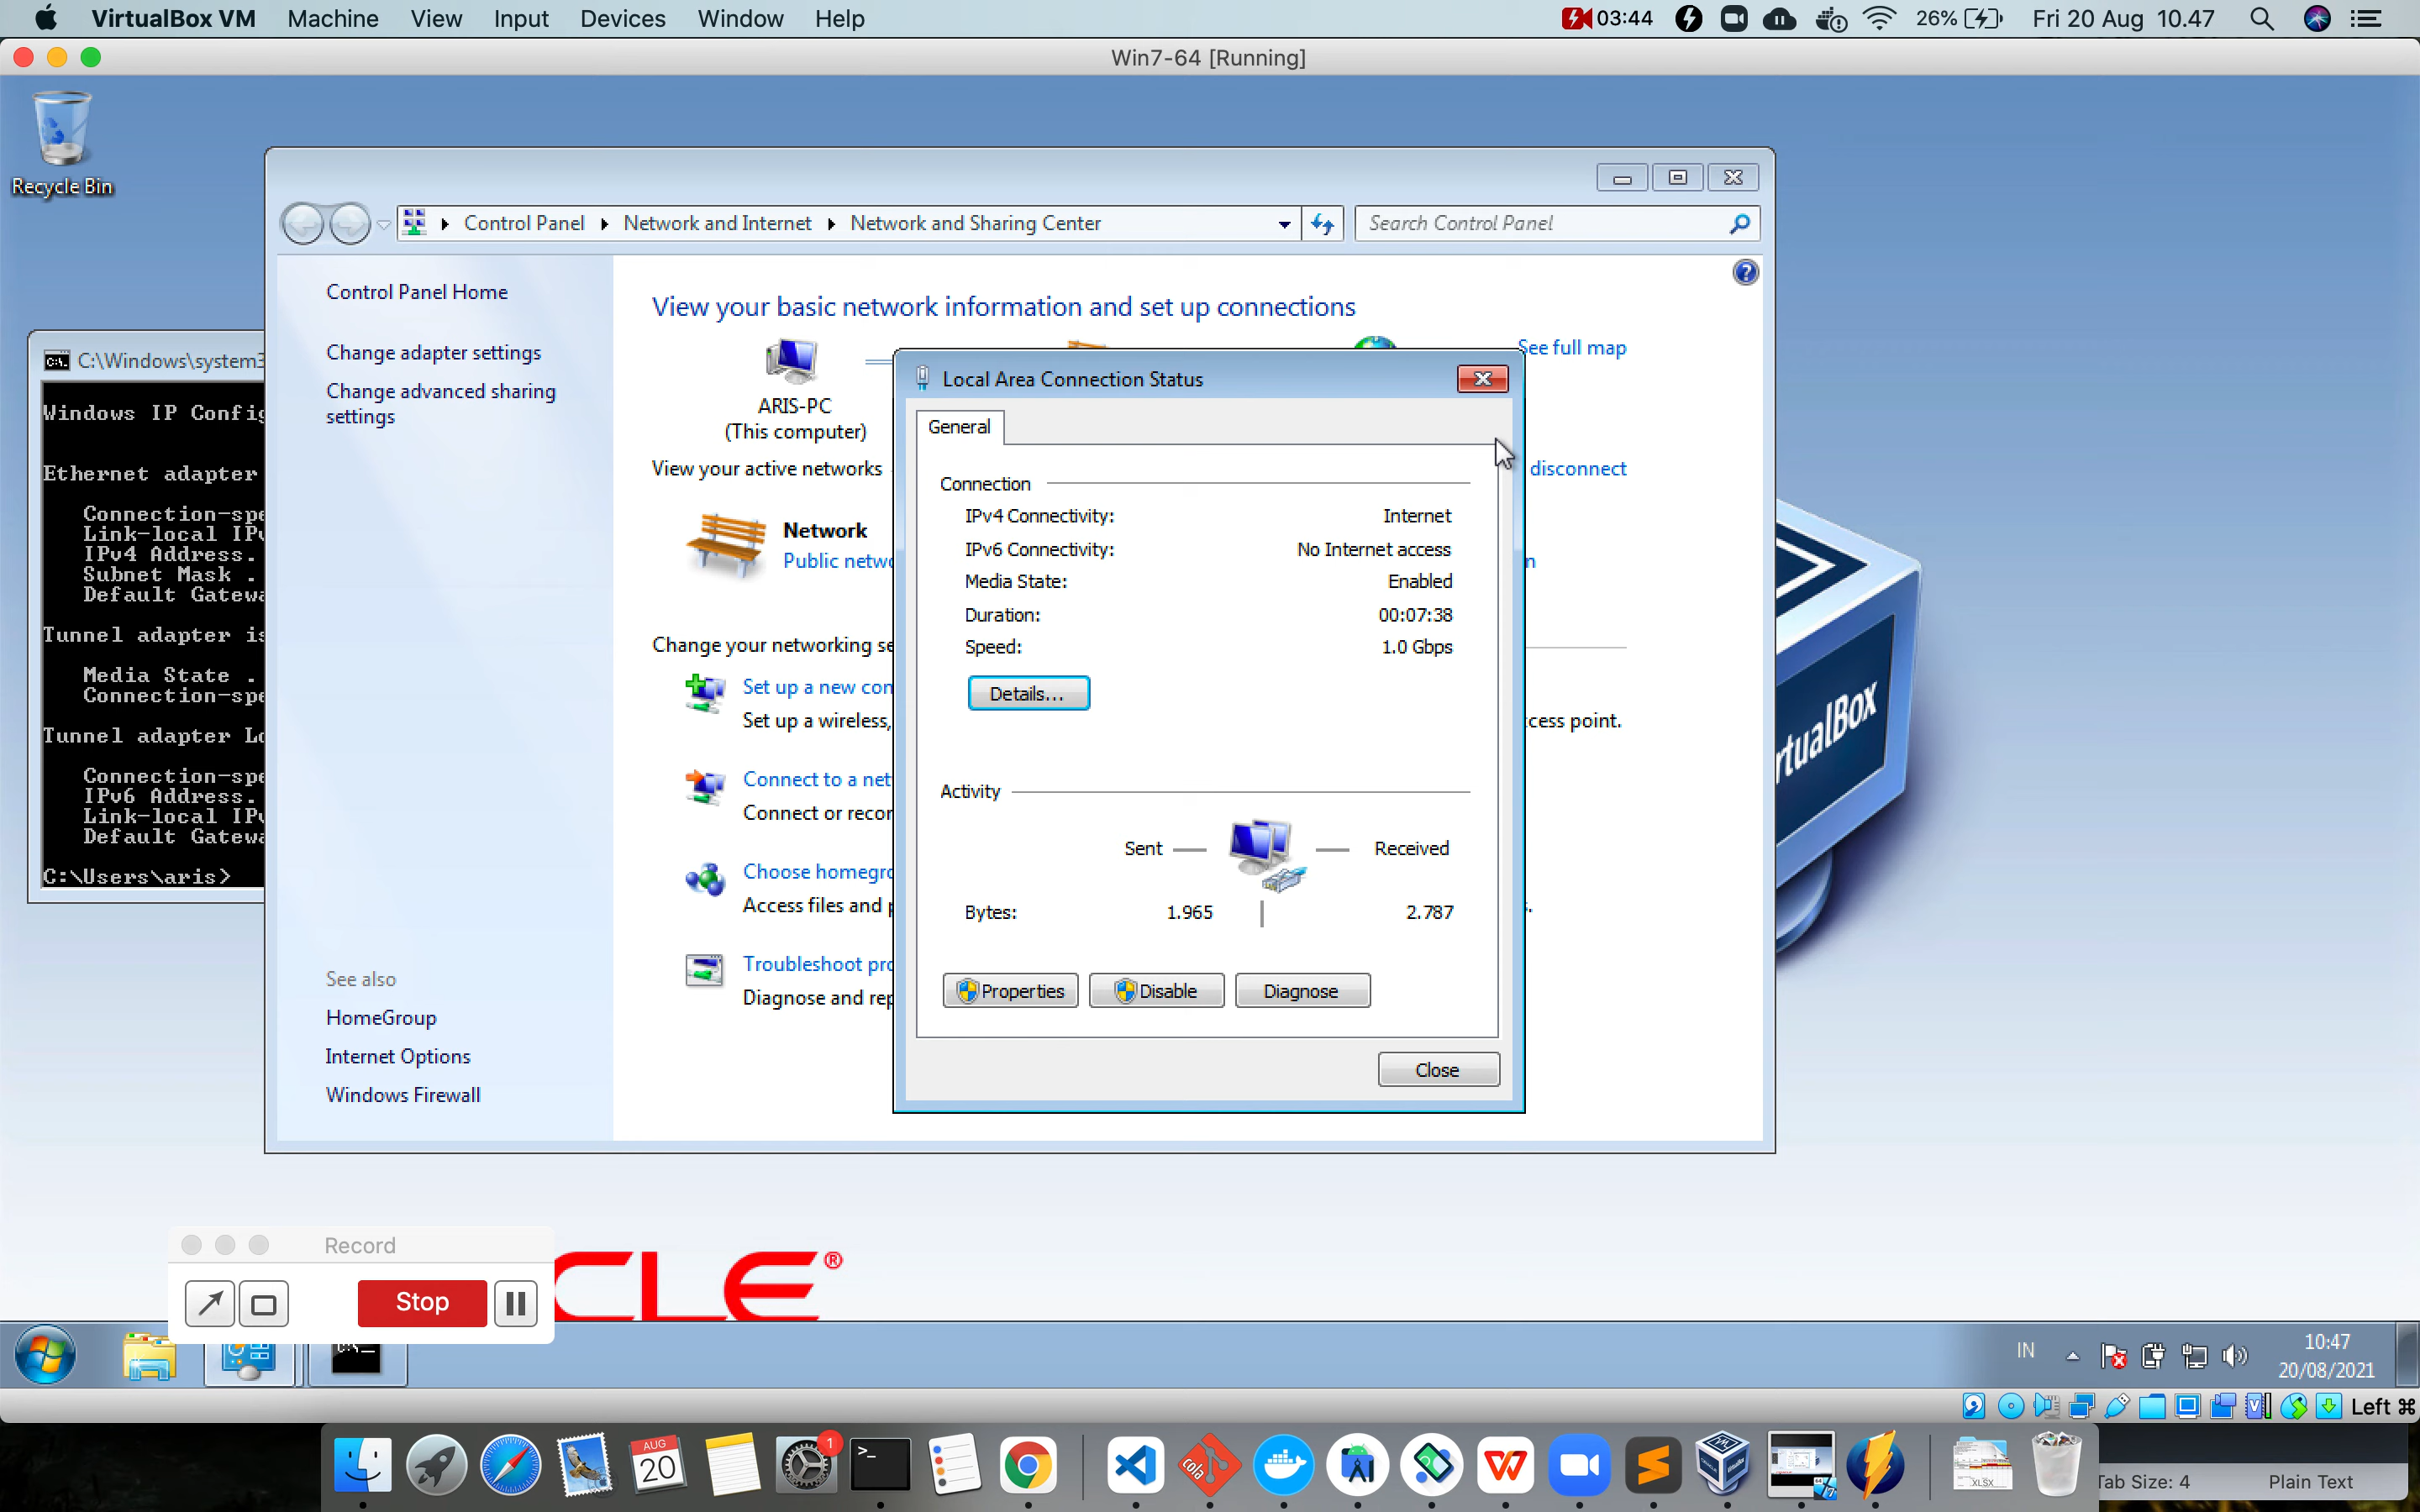 VirtualBox VM Machine View Input Devices Window Help 03:44 26% Fri 20 Aug 10.47
Win7-64 [Running]
Recycle Bin
Control Panel Network and Internet Network and Sharing Center Search Control Panel
Control Panel Home
Change adapter settings
Change advanced sharing
settings
See also
HomeGroup
Internet Options
Windows Firewall
View your basic network information and set up connections
See full map
ARIS-PC
(This computer)
View your active networks
disconnect
Network
Public netwo
Change your networking se
Set up a new con
Set up a wireless,
cess point.
Connect to a net
Connect or recor
Choose homegro
Access files and p
Troubleshoot pro
Diagnose and rep
C:\Windows\system3
Windows IP Config
Ethernet adapter
Connection-spe
Link-local IPv
IPv4 Address.
Subnet Mask .
Default Gatewa
Tunnel adapter is
Media State .
Connection-spe
Tunnel adapter Lo
Connection-spe
IPv6 Address.
Link-local IPv
Default Gatewa
C:\Users\aris>
Local Area Connection Status
General
Connection
IPv4 Connectivity: Internet
IPv6 Connectivity: No Internet access
Media State: Enabled
Duration: 00:07:38
Speed: 1.0 Gbps
Details...
Activity
Sent Received
Bytes: 1.965 2.787
Properties Disable Diagnose
Close
rtualBox
Record
Stop
CLE®
IN
10:47
20/08/2021
Left ⌘
AUG
20
1
cola
.XLSX
Tab Size: 4 Plain Text